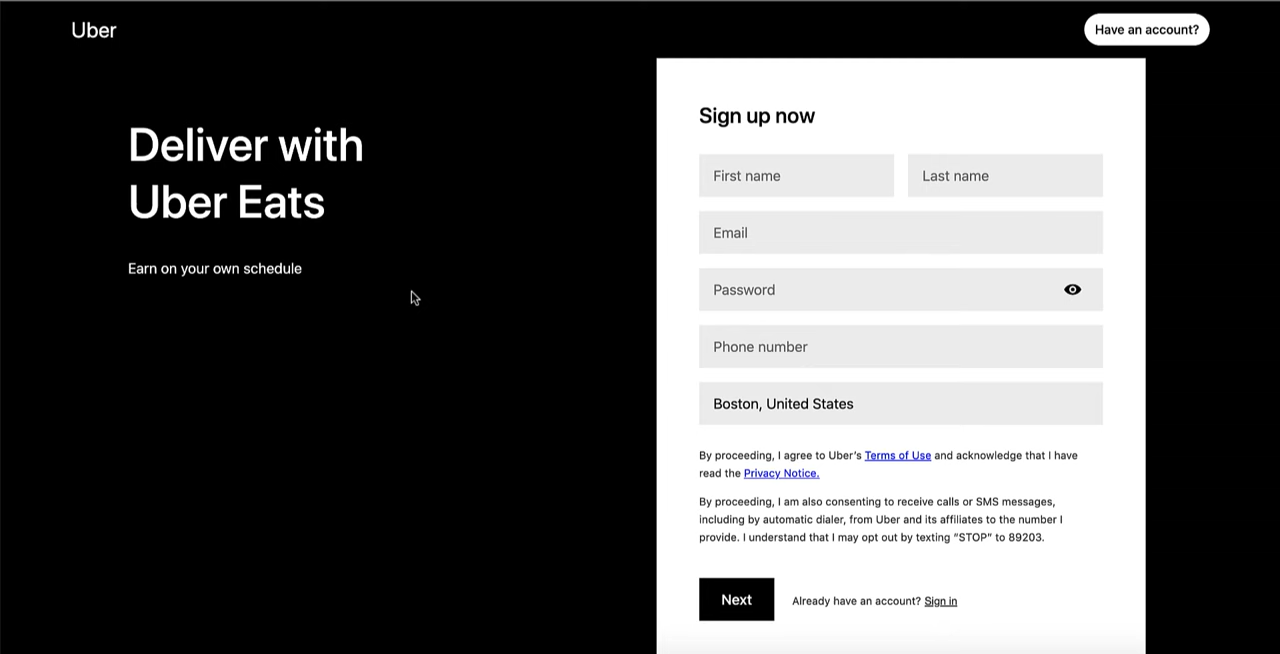 Uber
Have an account?
Deliver with
Uber Eats
Earn on your own schedule
Sign up now
First name
Last name
Email
Password
Phone number
Boston, United States
By proceeding, I agree to Uber's Terms of Use and acknowledge that I have
read the Privacy Notice.
By proceeding, I am also consenting to receive calls or SMS messages,
including by automatic dialer, from Uber and its affiliates to the number I
provide. I understand that I may opt out by texting “STOP” to 89203.
Next
Already have an account? Sign in